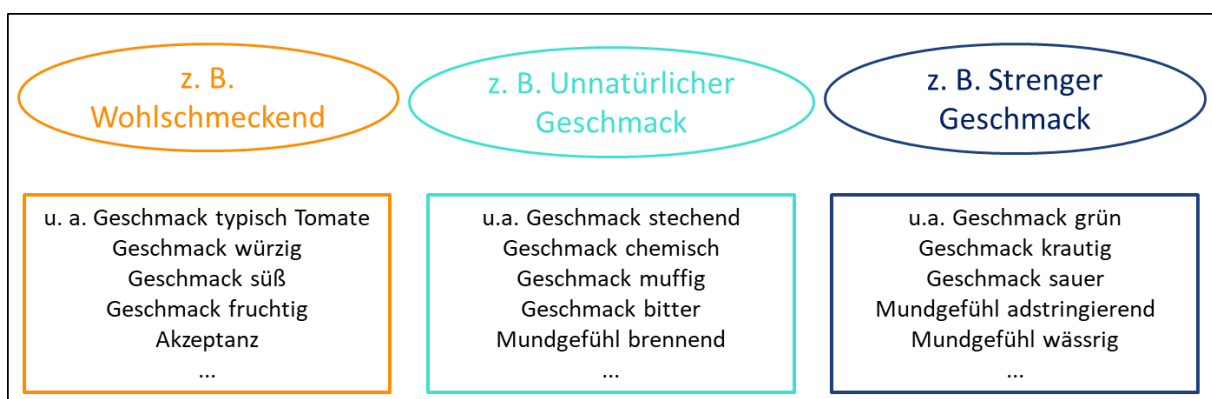 z. B.
Wohlschmeckend
z. B. Unnatürlicher
Geschmack
z. B. Strenger
Geschmack
u. a. Geschmack typisch Tomate
Geschmack würzig
Geschmack süß
Geschmack fruchtig
Akzeptanz
...
u.a. Geschmack stechend
Geschmack chemisch
Geschmack muffig
Geschmack bitter
Mundgefühl brennend
...
u.a. Geschmack grün
Geschmack krautig
Geschmack sauer
Mundgefühl adstringierend
Mundgefühl wässrig
...